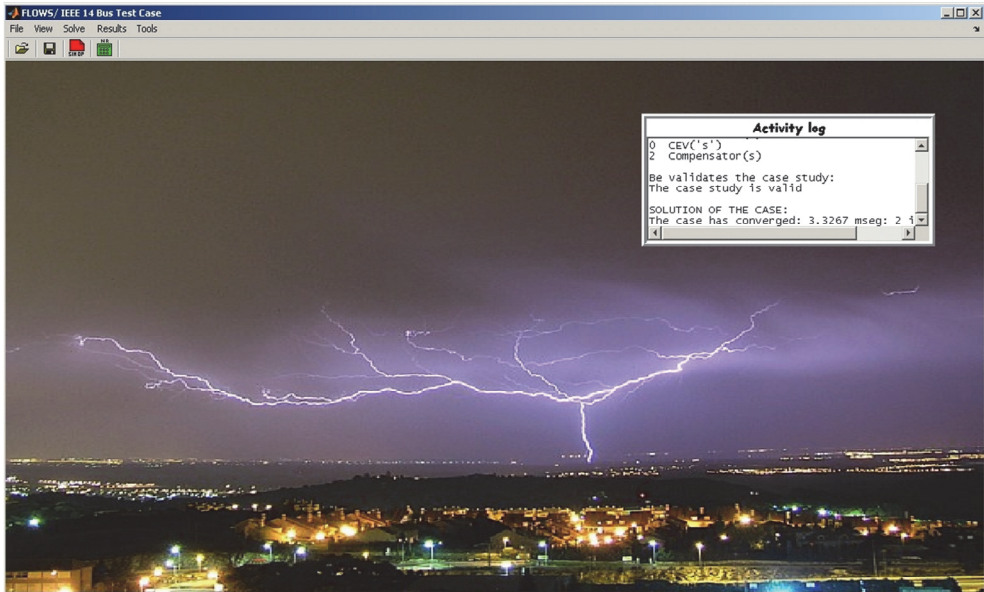 FLOWS/ IEEE 14 Bus Test Case
File View Solve Results Tools
SIN DP
N R
Activity log
0 CEV('s')
2 Compensator(s)
Be validates the case study:
The case study is valid
SOLUTION OF THE CASE:
The case has converged: 3.3267 mseg: 2